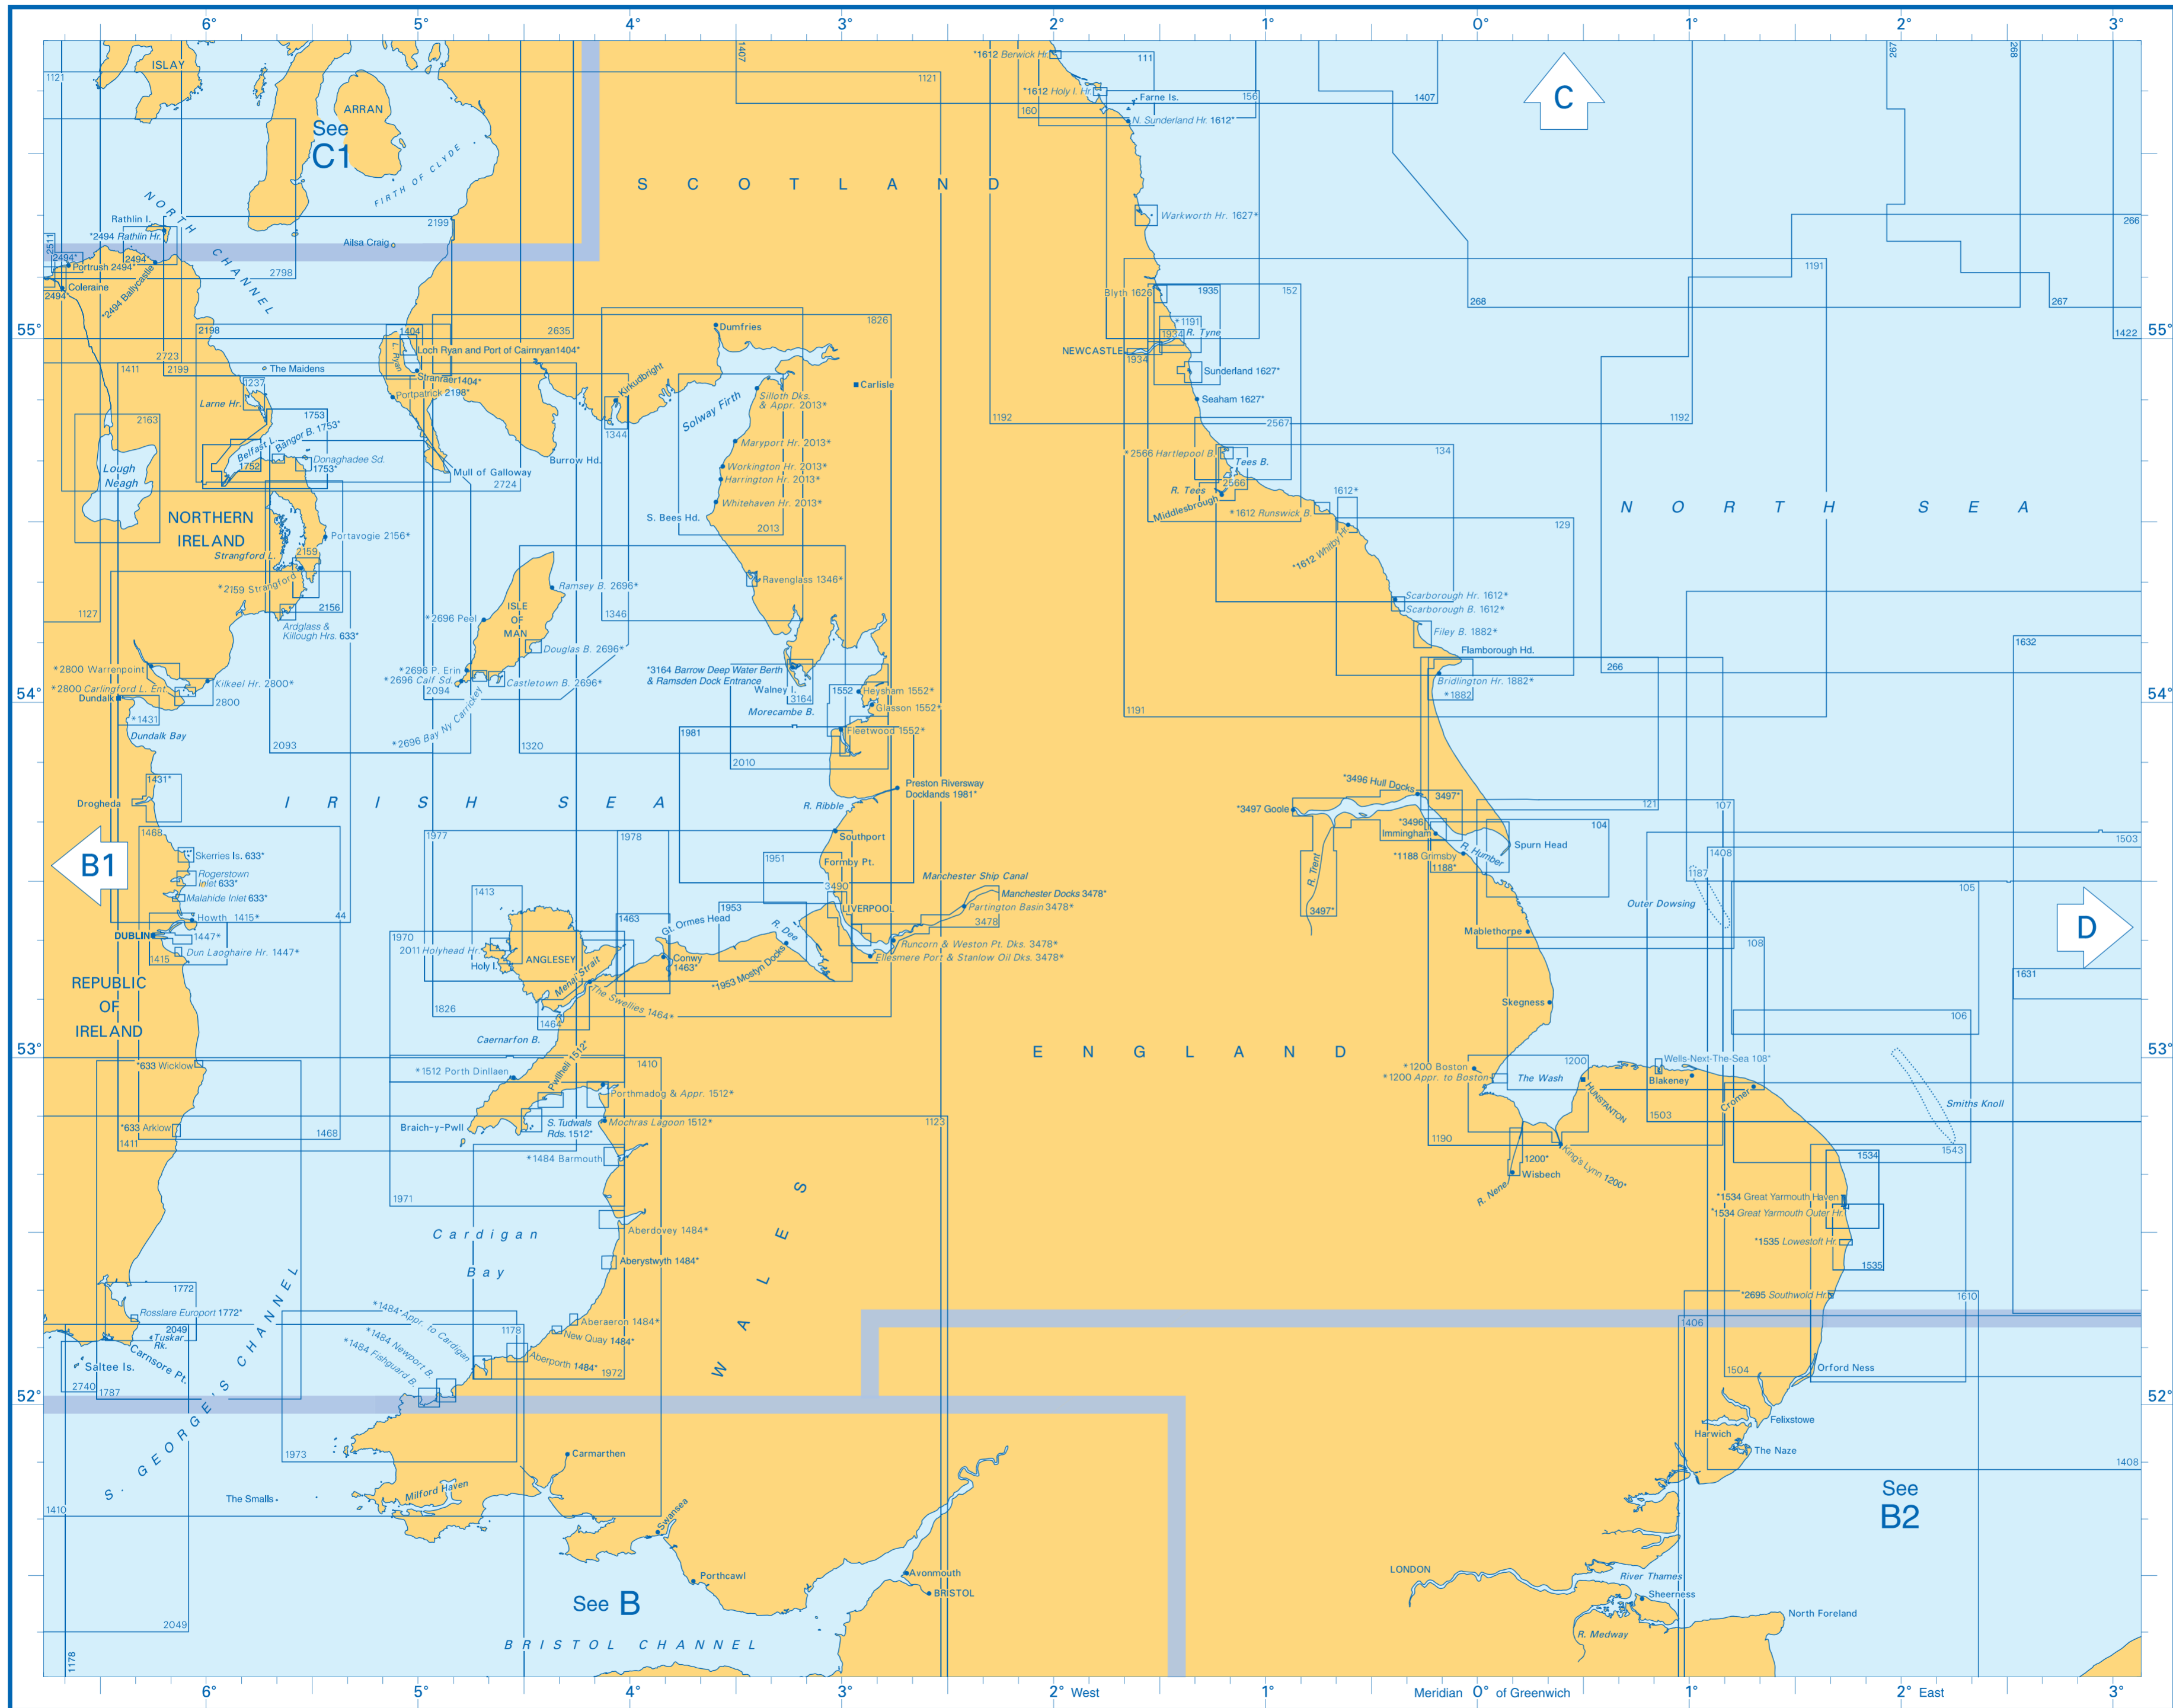 6°
5°
4°
3°
2°
1°
0°
1°
2°
3°
ISLAY
1121
ARRAN
See
C1
FIRTH OF CLYDE
NORTH CHANNEL
Rathlin I.
*2494 Rathlin Hr.
2511
2494*
2494*
Portrush 2494*
*2494 Ballycastle
Coleraine
2494*
2798
2199
Ailsa Craig
1407
1121
SCOTLAND
*1612 Berwick Hr.
111
*1612 Holy I. Hr.
Farne Is.
156
160
N. Sunderland Hr. 1612*
1407
C
267
268
266
Warkworth Hr. 1627*
1191
268
267
1422
55°
55°
Blyth 1626
1935
152
*1191
1934
R. Tyne
NEWCASTLE
1934
Sunderland 1627*
Seaham 1627*
1192
1192
2567
134
*2566 Hartlepool B.
Tees B.
2566
R. Tees
Middlesbrough
*1612 Runswick B.
1612*
*1612 Whitby Hr.
129
NORTH SEA
Scarborough Hr. 1612*
Scarborough B. 1612*
Filey B. 1882*
Flamborough Hd.
266
1632
Bridlington Hr. 1882*
*1882
1191
54°
54°
2198
1404
2635
1826
Dumfries
L. Ryan
Loch Ryan and Port of Cairnryan1404*
2723
2199
1411
The Maidens
Stranraer1404*
Portpatrick 2198*
1237
Larne Hr.
Kirkcudbright
1344
Carlisle
Solway Firth
Silloth Dks.
& Appr. 2013*
2163
1753
Bangor B. 1753*
Belfast L.
1752
Donaghadee Sd.
1753*
Lough
Neagh
Mull of Galloway
2724
Burrow Hd.
Maryport Hr. 2013*
Workington Hr. 2013*
Harrington Hr. 2013*
Whitehaven Hr. 2013*
S. Bees Hd.
2013
NORTHERN
IRELAND
Strangford L.
Portavogie 2156*
2159
*2159 Strangford
2156
1127
Ardglass &
Killough Hrs. 633*
ISLE
OF
MAN
Ramsey B. 2696*
*2696 Peel
Ravenglass 1346*
1346
Douglas B. 2696*
*2696 P. Erin
*2696 Calf Sd.
2094
Castletown B. 2696*
*2696 Bay Ny Carrickey
*2800 Warrenpoint
*2800 Carlingford L. Ent
Kilkeel Hr. 2800*
Dundalk
2800
*1431
Dundalk Bay
2093
1320
*3164 Barrow Deep Water Berth
& Ramsden Dock Entrance
Walney I.
3164
Morecambe B.
1552
Heysham 1552*
Glasson 1552*
Fleetwood 1552*
1981
2010
1431*
Drogheda
IRISH SEA
Preston Riversway
Docklands 1981*
R. Ribble
1468
B1
Skerries Is. 633*
Rogerstown
Inlet 633*
Malahide Inlet 633*
Howth 1415*
44
DUBLIN
1447*
Dun Laoghaire Hr. 1447*
1415
1977
1978
Southport
1951
Formby Pt.
3490
Manchester Ship Canal
Manchester Docks 3478*
Partington Basin 3478*
3478
LIVERPOOL
Runcorn & Weston Pt. Dks. 3478*
Ellesmere Port & Stanlow Oil Dks. 3478*
1413
1463
1953
Gt. Ormes Head
R. Dee
1970
2011 Holyhead Hr.
Holy I.
ANGLESEY
Menai Strait
Conwy
1463*
*1953 Mostyn Docks
The Swellies 1464*
1826
1464
REPUBLIC
OF
IRELAND
Caernarfon B.
*3496 Hull Docks
3497*
121
107
*3497 Goole
*3496
Immingham
R. Humber
104
Spurn Head
*1188 Grimsby
1188*
R. Trent
3497*
1503
1408
1187
105
Outer Dowsing
Mablethorpe
D
108
1631
Skegness
106
53°
53°
ENGLAND
*633 Wicklow
*633 Arklow
1468
1411
*1512 Porth Dinllaen
Pwllheli 1512*
1410
Porthmadog & Appr. 1512*
Braich-y-Pwll
S. Tudwals
Rds. 1512*
Mochras Lagoon 1512*
*1484 Barmouth
1123
1971
WALES
Cardigan
Bay
Aberdovey 1484*
Aberystwyth 1484*
*1200 Boston
*1200 Appr. to Boston
1200
The Wash
HUNSTANTON
Wells-Next-The-Sea 108*
Blakeney
Cromer
1503
Smiths Knoll
1190
1200*
Wisbech
R. Nene
King's Lynn 1200*
1543
1534
*1534 Great Yarmouth Haven
*1534 Great Yarmouth Outer Hr.
*1535 Lowestoft Hr.
1535
*2695 Southwold Hr.
1610
1406
1504
Orford Ness
1772
Rosslare Europort 1772*
2049
Tuskar
Rk.
Carnsore Pt.
Saltee Is.
2740
1787
S. GEORGE'S CHANNEL
*1484 Appr. to Cardigan
*1484 Newport B.
*1484 Fishguard B.
1178
Aberaeron 1484*
New Quay 1484*
Aberporth 1484*
1972
52°
52°
1973
Carmarthen
Milford Haven
The Smalls
1410
Swansea
Porthcawl
Avonmouth
BRISTOL
See B
2049
1178
BRISTOL CHANNEL
Felixstowe
Harwich
The Naze
1408
See
B2
LONDON
River Thames
Sheerness
North Foreland
R. Medway
6°
5°
4°
3°
2° West
1°
Meridian 0° of Greenwich
1°
2° East
3°